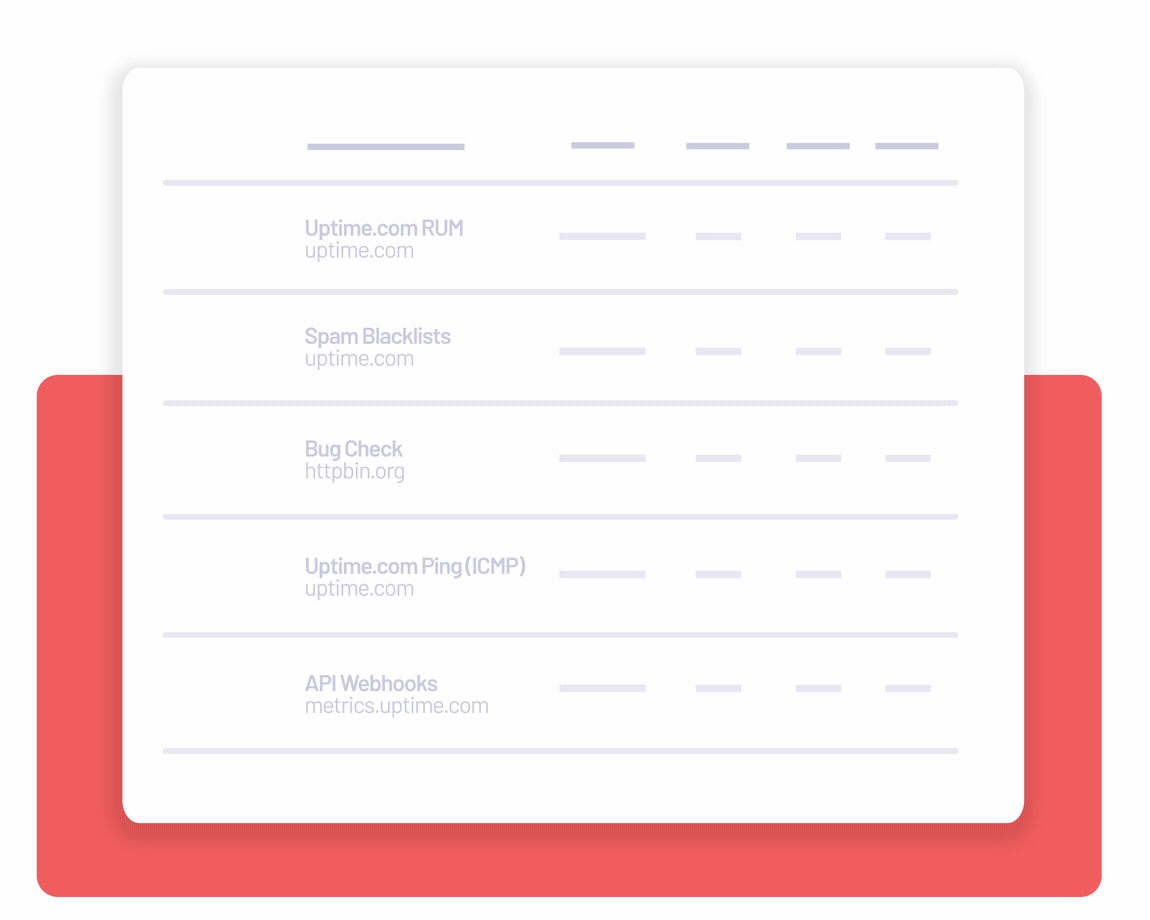 Uptime.com RUM
uptime.com
Spam Blacklists
uptime.com
Bug Check
httpbin.org
Uptime.com Ping (ICMP)
uptime.com
API Webhooks
metrics.uptime.com